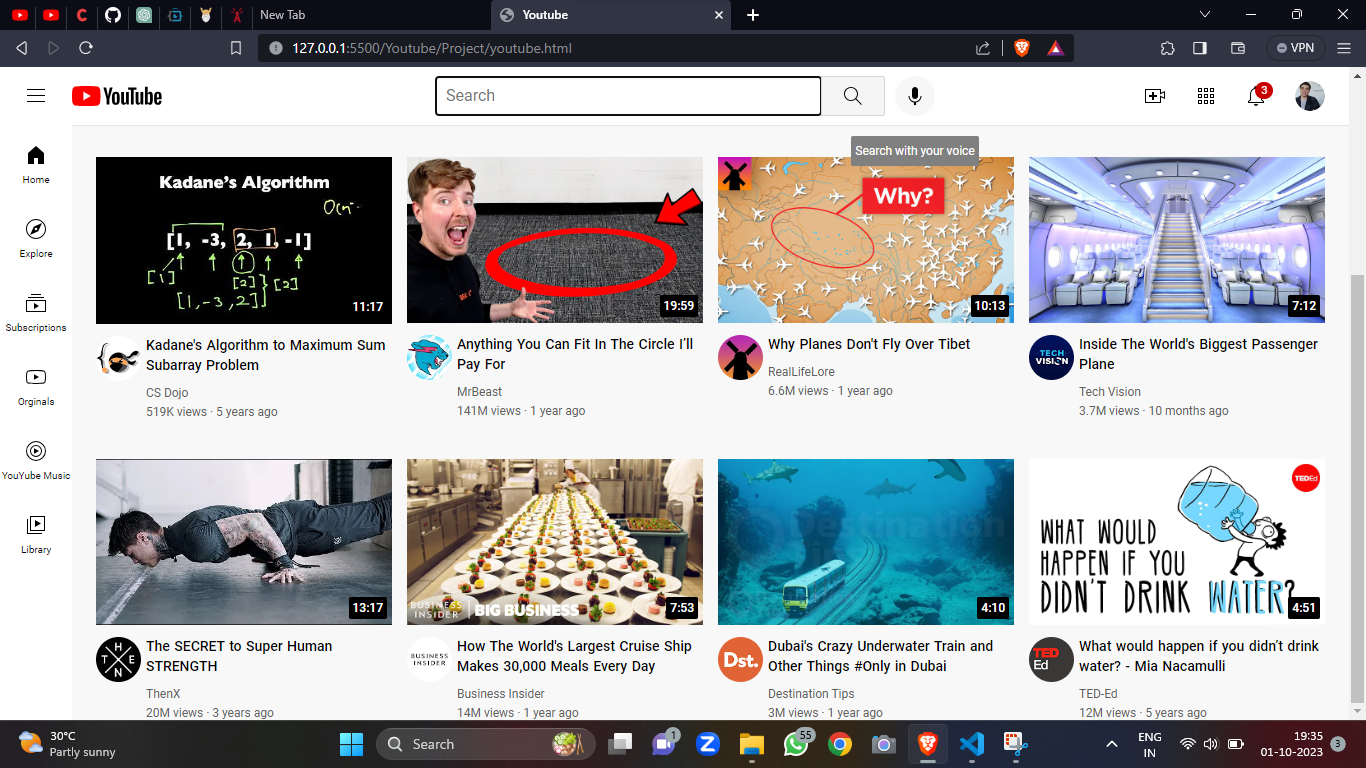 New Tab
Youtube
127.0.0.1:5500/Youtube/Project/youtube.html
VPN
YouTube
Search
3
Search with your voice
Home
Explore
Subscriptions
Orginals
YouYube Music
Library
Kadane's Algorithm
[1, -3, 2, 1, -1]
[1]
[2]
[2]
[1, -3, 2]
11:17
19:59
Why?
10:13
7:12
Kadane's Algorithm to Maximum Sum
Subarray Problem
CS Dojo
519K views · 5 years ago
Anything You Can Fit In The Circle I'll
Pay For
MrBeast
141M views · 1 year ago
Why Planes Don't Fly Over Tibet
RealLifeLore
6.6M views · 1 year ago
TECH
VISION
Inside The World's Biggest Passenger
Plane
Tech Vision
3.7M views · 10 months ago
13:17
BUSINESS
INSIDER
BIG BUSINESS
7:53
4:10
TEDEd
WHAT WOULD
HAPPEN IF YOU
DIDN'T DRINK WATER?
4:51
THEN
The SECRET to Super Human
STRENGTH
ThenX
20M views · 3 years ago
BUSINESS
INSIDER
How The World's Largest Cruise Ship
Makes 30,000 Meals Every Day
Business Insider
14M views · 1 year ago
Dst.
Dubai's Crazy Underwater Train and
Other Things #Only in Dubai
Destination Tips
3M views · 1 year ago
TED
Ed
What would happen if you didn't drink
water? - Mia Nacamulli
TED-Ed
12M views · 5 years ago
30°C
Partly sunny
Search
1
55
ENG
IN
19:35
01-10-2023
3